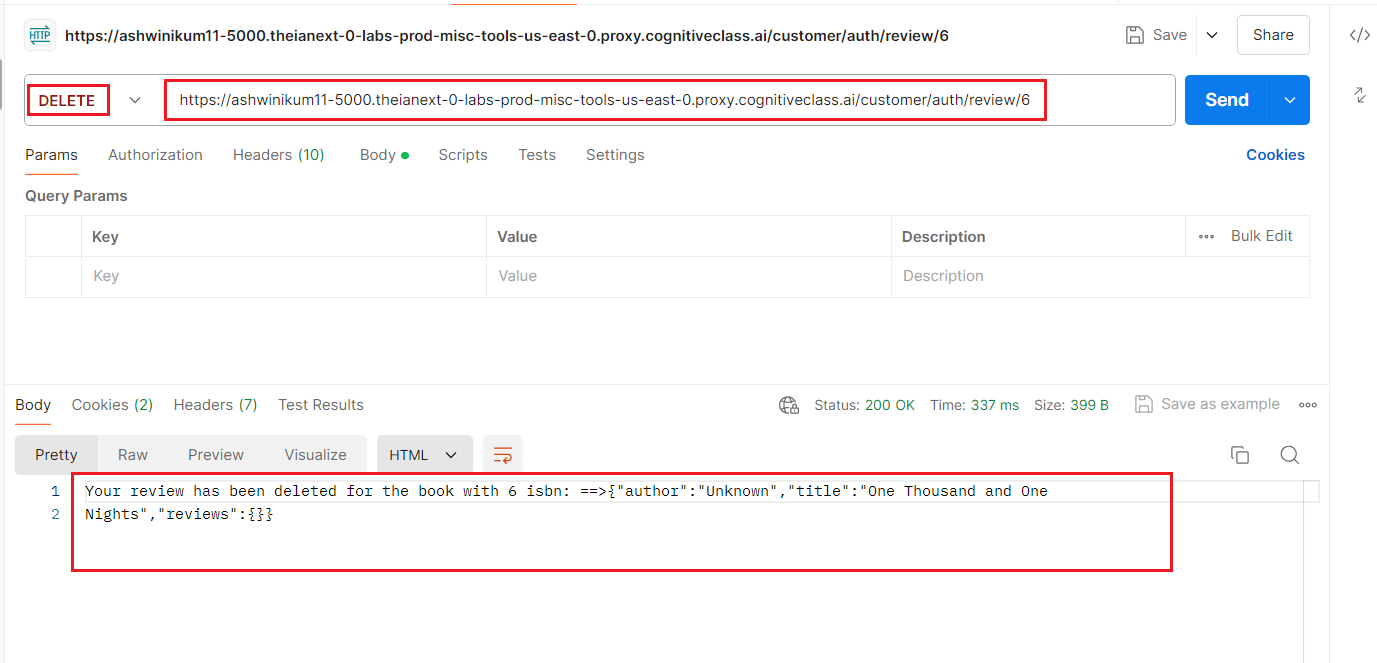 HTTP https://ashwinikum11-5000.theianext-0-labs-prod-misc-tools-us-east-0.proxy.cognitiveclass.ai/customer/auth/review/6 Save Share
DELETE https://ashwinikum11-5000.theianext-0-labs-prod-misc-tools-us-east-0.proxy.cognitiveclass.ai/customer/auth/review/6 Send
Params Authorization Headers (10) Body Scripts Tests Settings Cookies
Query Params
Key Value Description Bulk Edit
Key Value Description
Body Cookies (2) Headers (7) Test Results Status: 200 OK Time: 337 ms Size: 399 B Save as example
Pretty Raw Preview Visualize HTML
1 Your review has been deleted for the book with 6 isbn: ==>{"author":"Unknown","title":"One Thousand and One
2 Nights","reviews":{}}